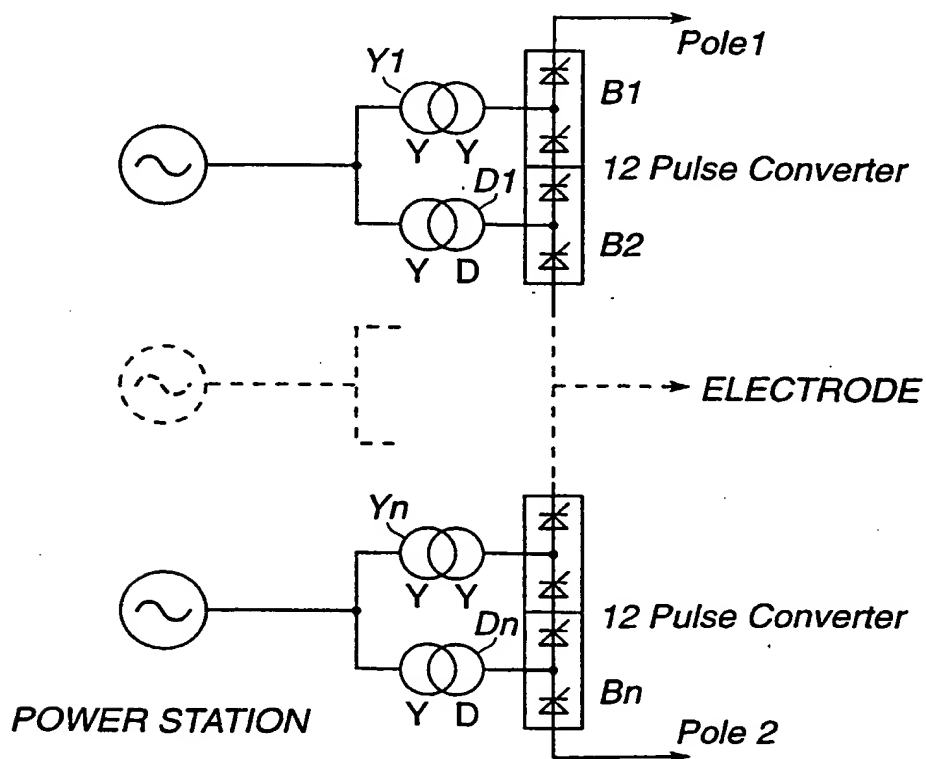 Pole1
Y1
B1
Y Y
12 Pulse Converter
D1
B2
Y D
ELECTRODE
Yn
Y Y
12 Pulse Converter
Dn
Bn
Y D
POWER STATION
Pole 2